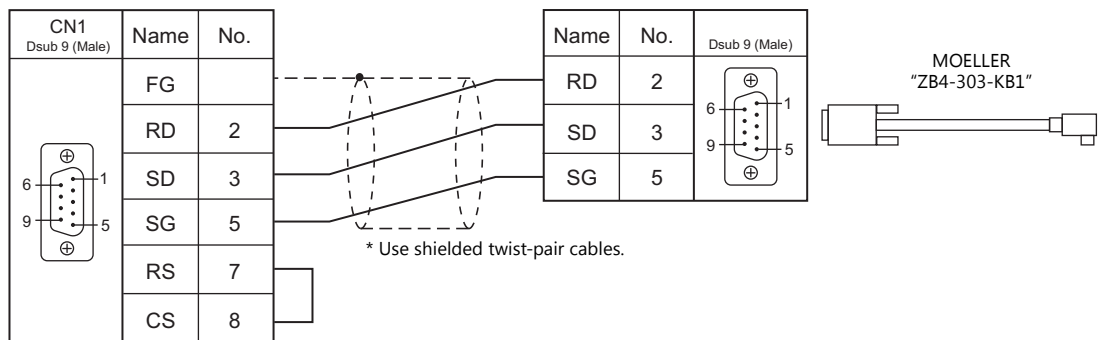 CN1
Dsub 9 (Male)
Name
No.
FG
RD
2
SD
3
SG
5
RS
7
CS
8
6
1
9
5
* Use shielded twist-pair cables.
Name
No.
Dsub 9 (Male)
RD
2
SD
3
SG
5
6
1
9
5
MOELLER
“ZB4-303-KB1”